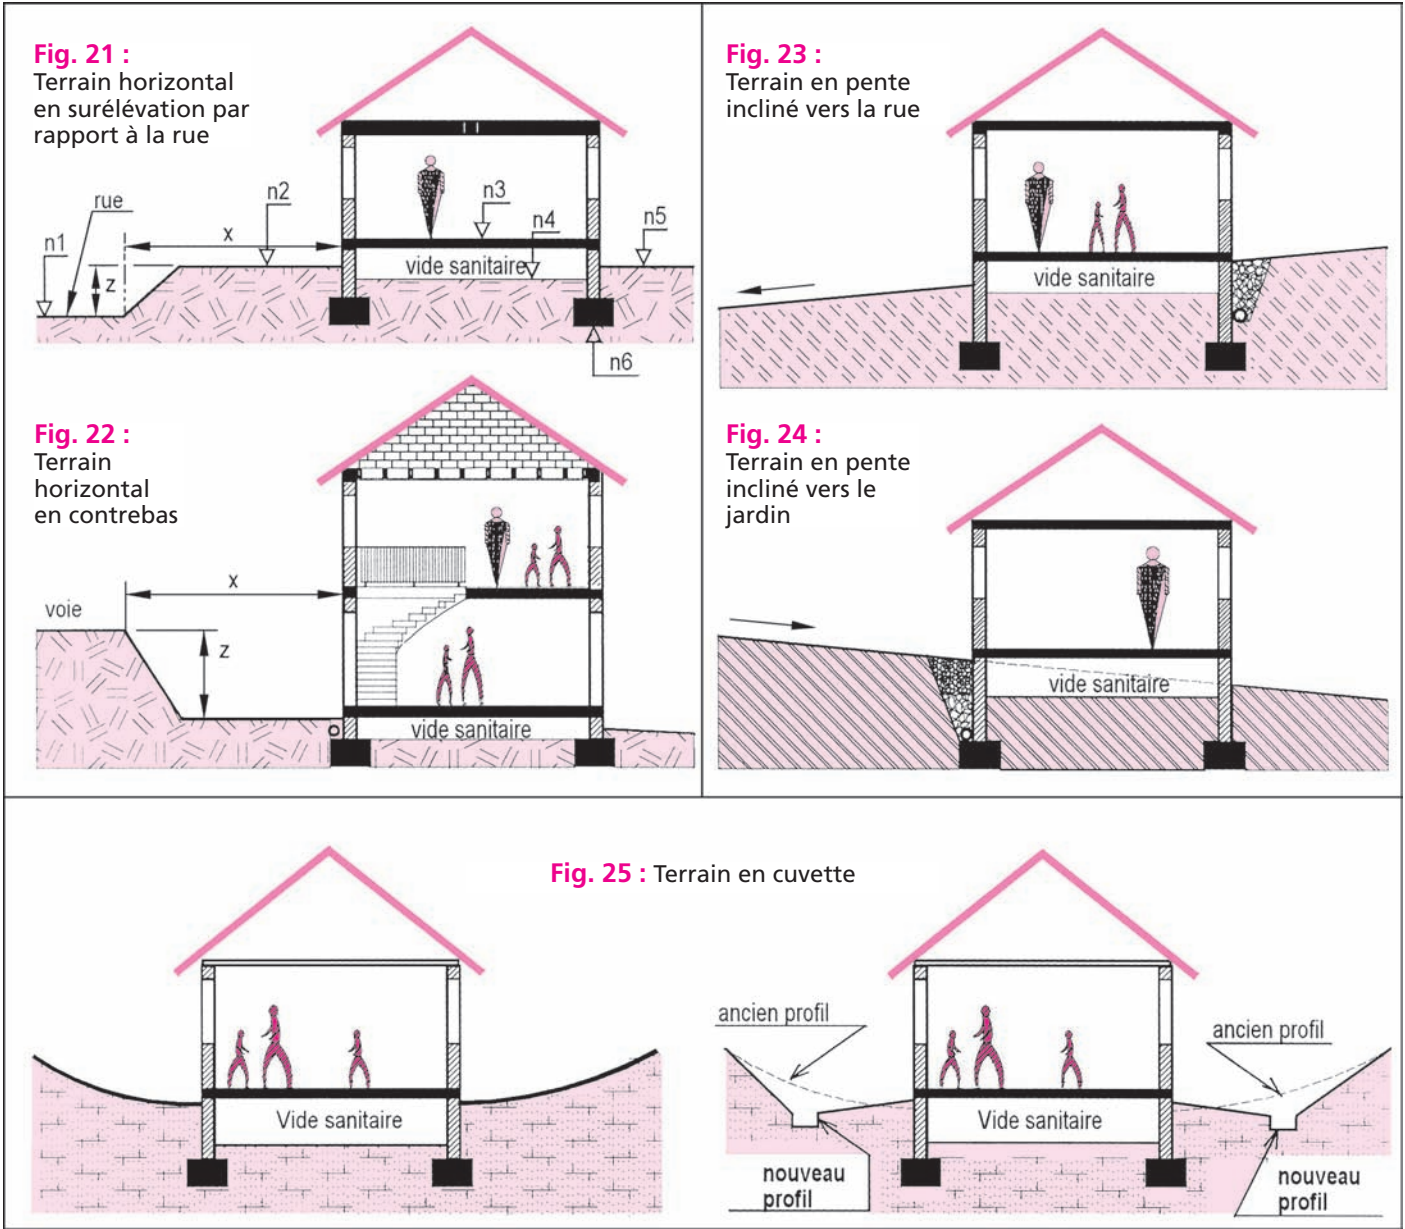 Fig. 21 :
Terrain horizontal
en surélévation par
rapport à la rue
n1
rue
z
x
n2
n3
n4
n5
vide sanitaire
n6
Fig. 22 :
Terrain
horizontal
en contrebas
voie
x
z
vide sanitaire
Fig. 23 :
Terrain en pente
incliné vers la rue
vide sanitaire
Fig. 24 :
Terrain en pente
incliné vers le
jardin
vide sanitaire
Fig. 25 : Terrain en cuvette
Vide sanitaire
ancien profil
ancien profil
Vide sanitaire
nouveau
profil
nouveau
profil